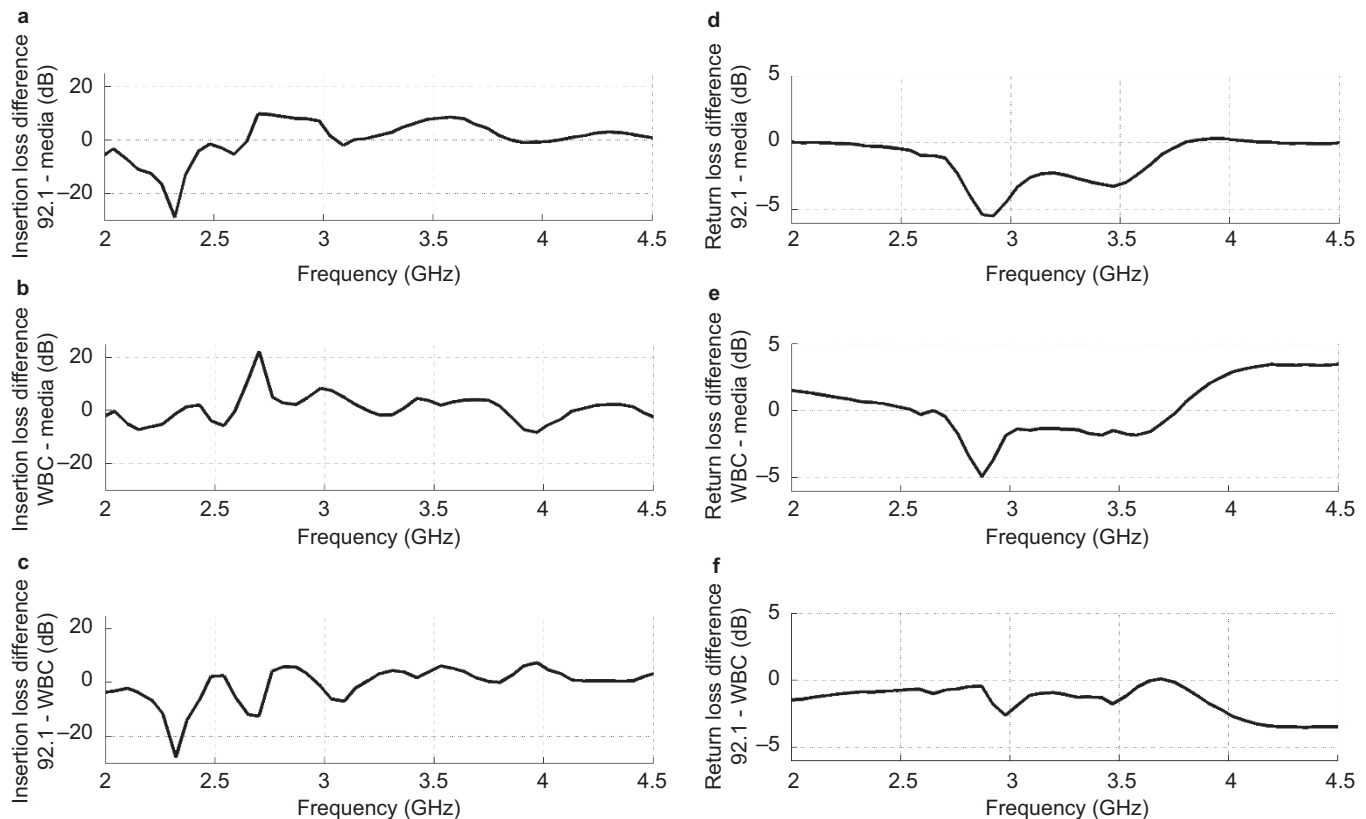 a
Insertion loss difference
92.1 - media (dB)
20
0
–20
2
2.5
3
3.5
4
4.5
Frequency (GHz)
b
Insertion loss difference
WBC - media (dB)
20
0
–20
2
2.5
3
3.5
4
4.5
Frequency (GHz)
c
Insertion loss difference
92.1 - WBC (dB)
20
0
–20
2
2.5
3
3.5
4
4.5
Frequency (GHz)
d
Return loss difference
92.1 - media (dB)
5
0
–5
2
2.5
3
3.5
4
4.5
Frequency (GHz)
e
Return loss difference
WBC - media (dB)
5
0
–5
2
2.5
3
3.5
4
4.5
Frequency (GHz)
f
Return loss difference
92.1 - WBC (dB)
5
0
–5
2
2.5
3
3.5
4
4.5
Frequency (GHz)